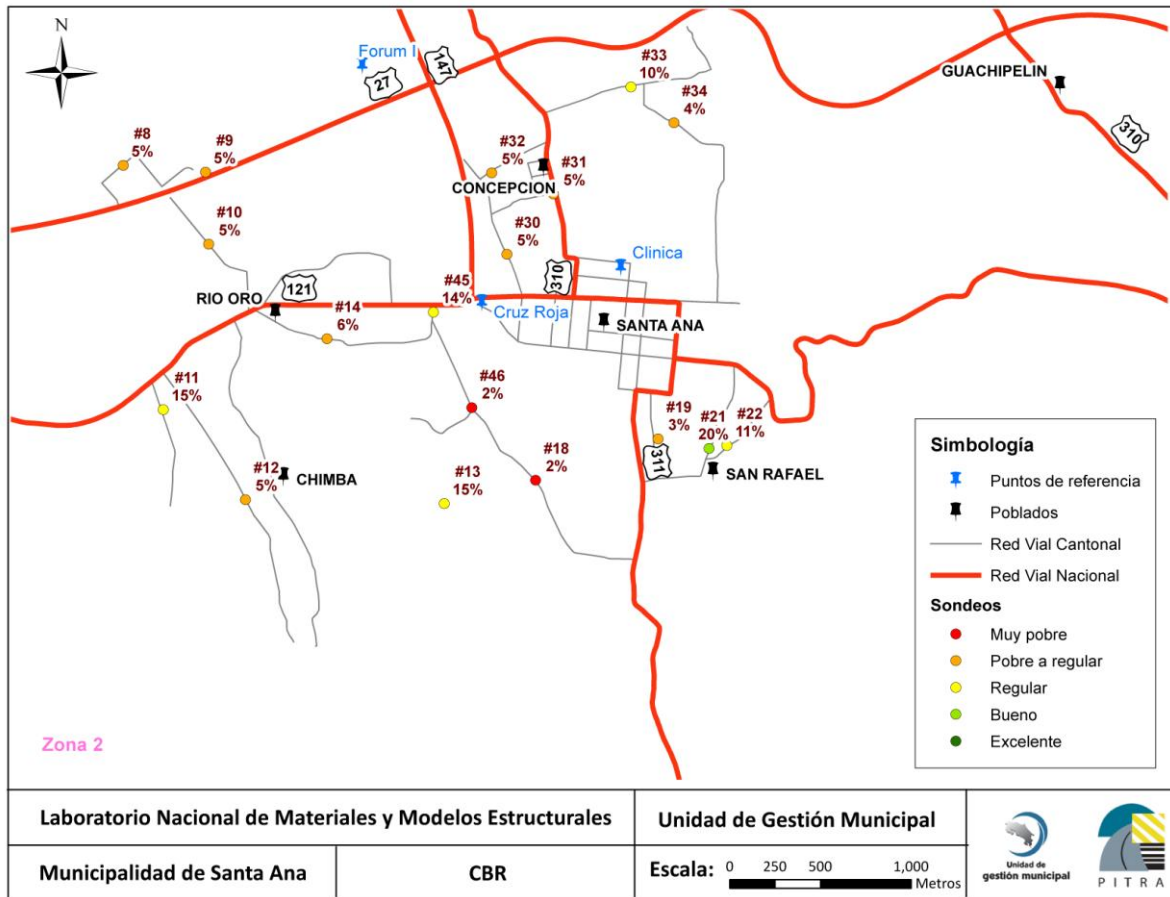 N
Forum I
27
147
#33
10%
GUACHIPELIN
#34
4%
310
#8
5%
#9
5%
#32
5%
#31
5%
CONCEPCION
#10
5%
#30
5%
310
Clinica
RIO ORO
121
#45
14%
Cruz Roja
#14
6%
SANTA ANA
#11
15%
#46
2%
#19
3%
#21
20%
#22
11%
311
#12
5%
CHIMBA
#13
15%
#18
2%
SAN RAFAEL
Simbología
Puntos de referencia
Poblados
Red Vial Cantonal
Red Vial Nacional
Sondeos
Muy pobre
Pobre a regular
Regular
Bueno
Excelente
Zona 2
Laboratorio Nacional de Materiales y Modelos Estructurales
Unidad de Gestión Municipal
Municipalidad de Santa Ana
CBR
Escala: 0 250 500 1,000
Metros
Unidad de
gestión municipal
PITRA